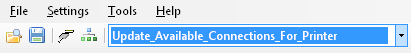 File Settings Tools Help
Update_Available_Connections_For_Printer